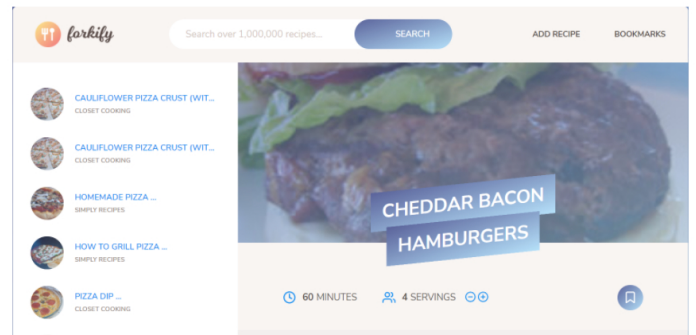 forkify
Search over 1,000,000 recipes...
SEARCH
ADD RECIPE
BOOKMARKS
CAULIFLOWER PIZZA CRUST (WIT...
CLOSET COOKING
CAULIFLOWER PIZZA CRUST (WIT...
CLOSET COOKING
HOMEMADE PIZZA ...
SIMPLY RECIPES
HOW TO GRILL PIZZA ...
SIMPLY RECIPES
PIZZA DIP ...
CLOSET COOKING
CHEDDAR BACON
HAMBURGERS
60 MINUTES
4 SERVINGS